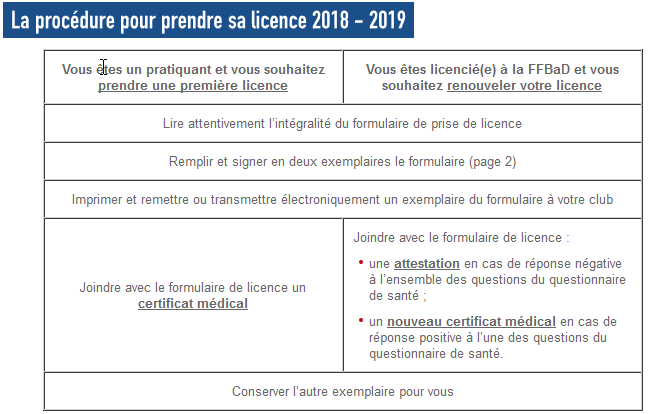 La procédure pour prendre sa licence 2018 - 2019
Vous êtes un pratiquant et vous souhaitez
prendre une première licence
Vous êtes licencié(e) à la FFBaD et vous
souhaitez renouveler votre licence
Lire attentivement l'intégralité du formulaire de prise de licence
Remplir et signer en deux exemplaires le formulaire (page 2)
Imprimer et remettre ou transmettre électroniquement un exemplaire du formulaire à votre club
Joindre avec le formulaire de licence un
certificat médical
Joindre avec le formulaire de licence :
• une attestation en cas de réponse négative
à l'ensemble des questions du questionnaire
de santé ;
• un nouveau certificat médical en cas de
réponse positive à l'une des questions du
questionnaire de santé.
Conserver l'autre exemplaire pour vous